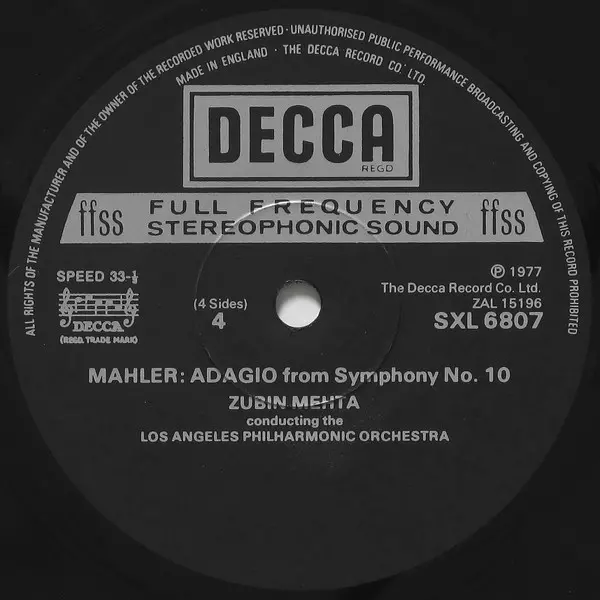 ALL RIGHTS OF THE MANUFACTURER AND OF THE OWNER OF THE RECORDED WORK RESERVED · UNAUTHORISED PUBLIC PERFORMANCE BROADCASTING AND COPYING OF THIS RECORD PROHIBITED
MADE IN ENGLAND · THE DECCA RECORD CO. LTD.
DECCA
REGD
ffss FULL FREQUENCY ffss
STEREOPHONIC SOUND
SPEED 33-⅓
DECCA
(REGD. TRADE MARK)
(4 Sides)
4
℗ 1977
The Decca Record Co. Ltd.
ZAL 15196
SXL 6807
MAHLER: ADAGIO from Symphony No. 10
ZUBIN MEHTA
conducting the
LOS ANGELES PHILHARMONIC ORCHESTRA